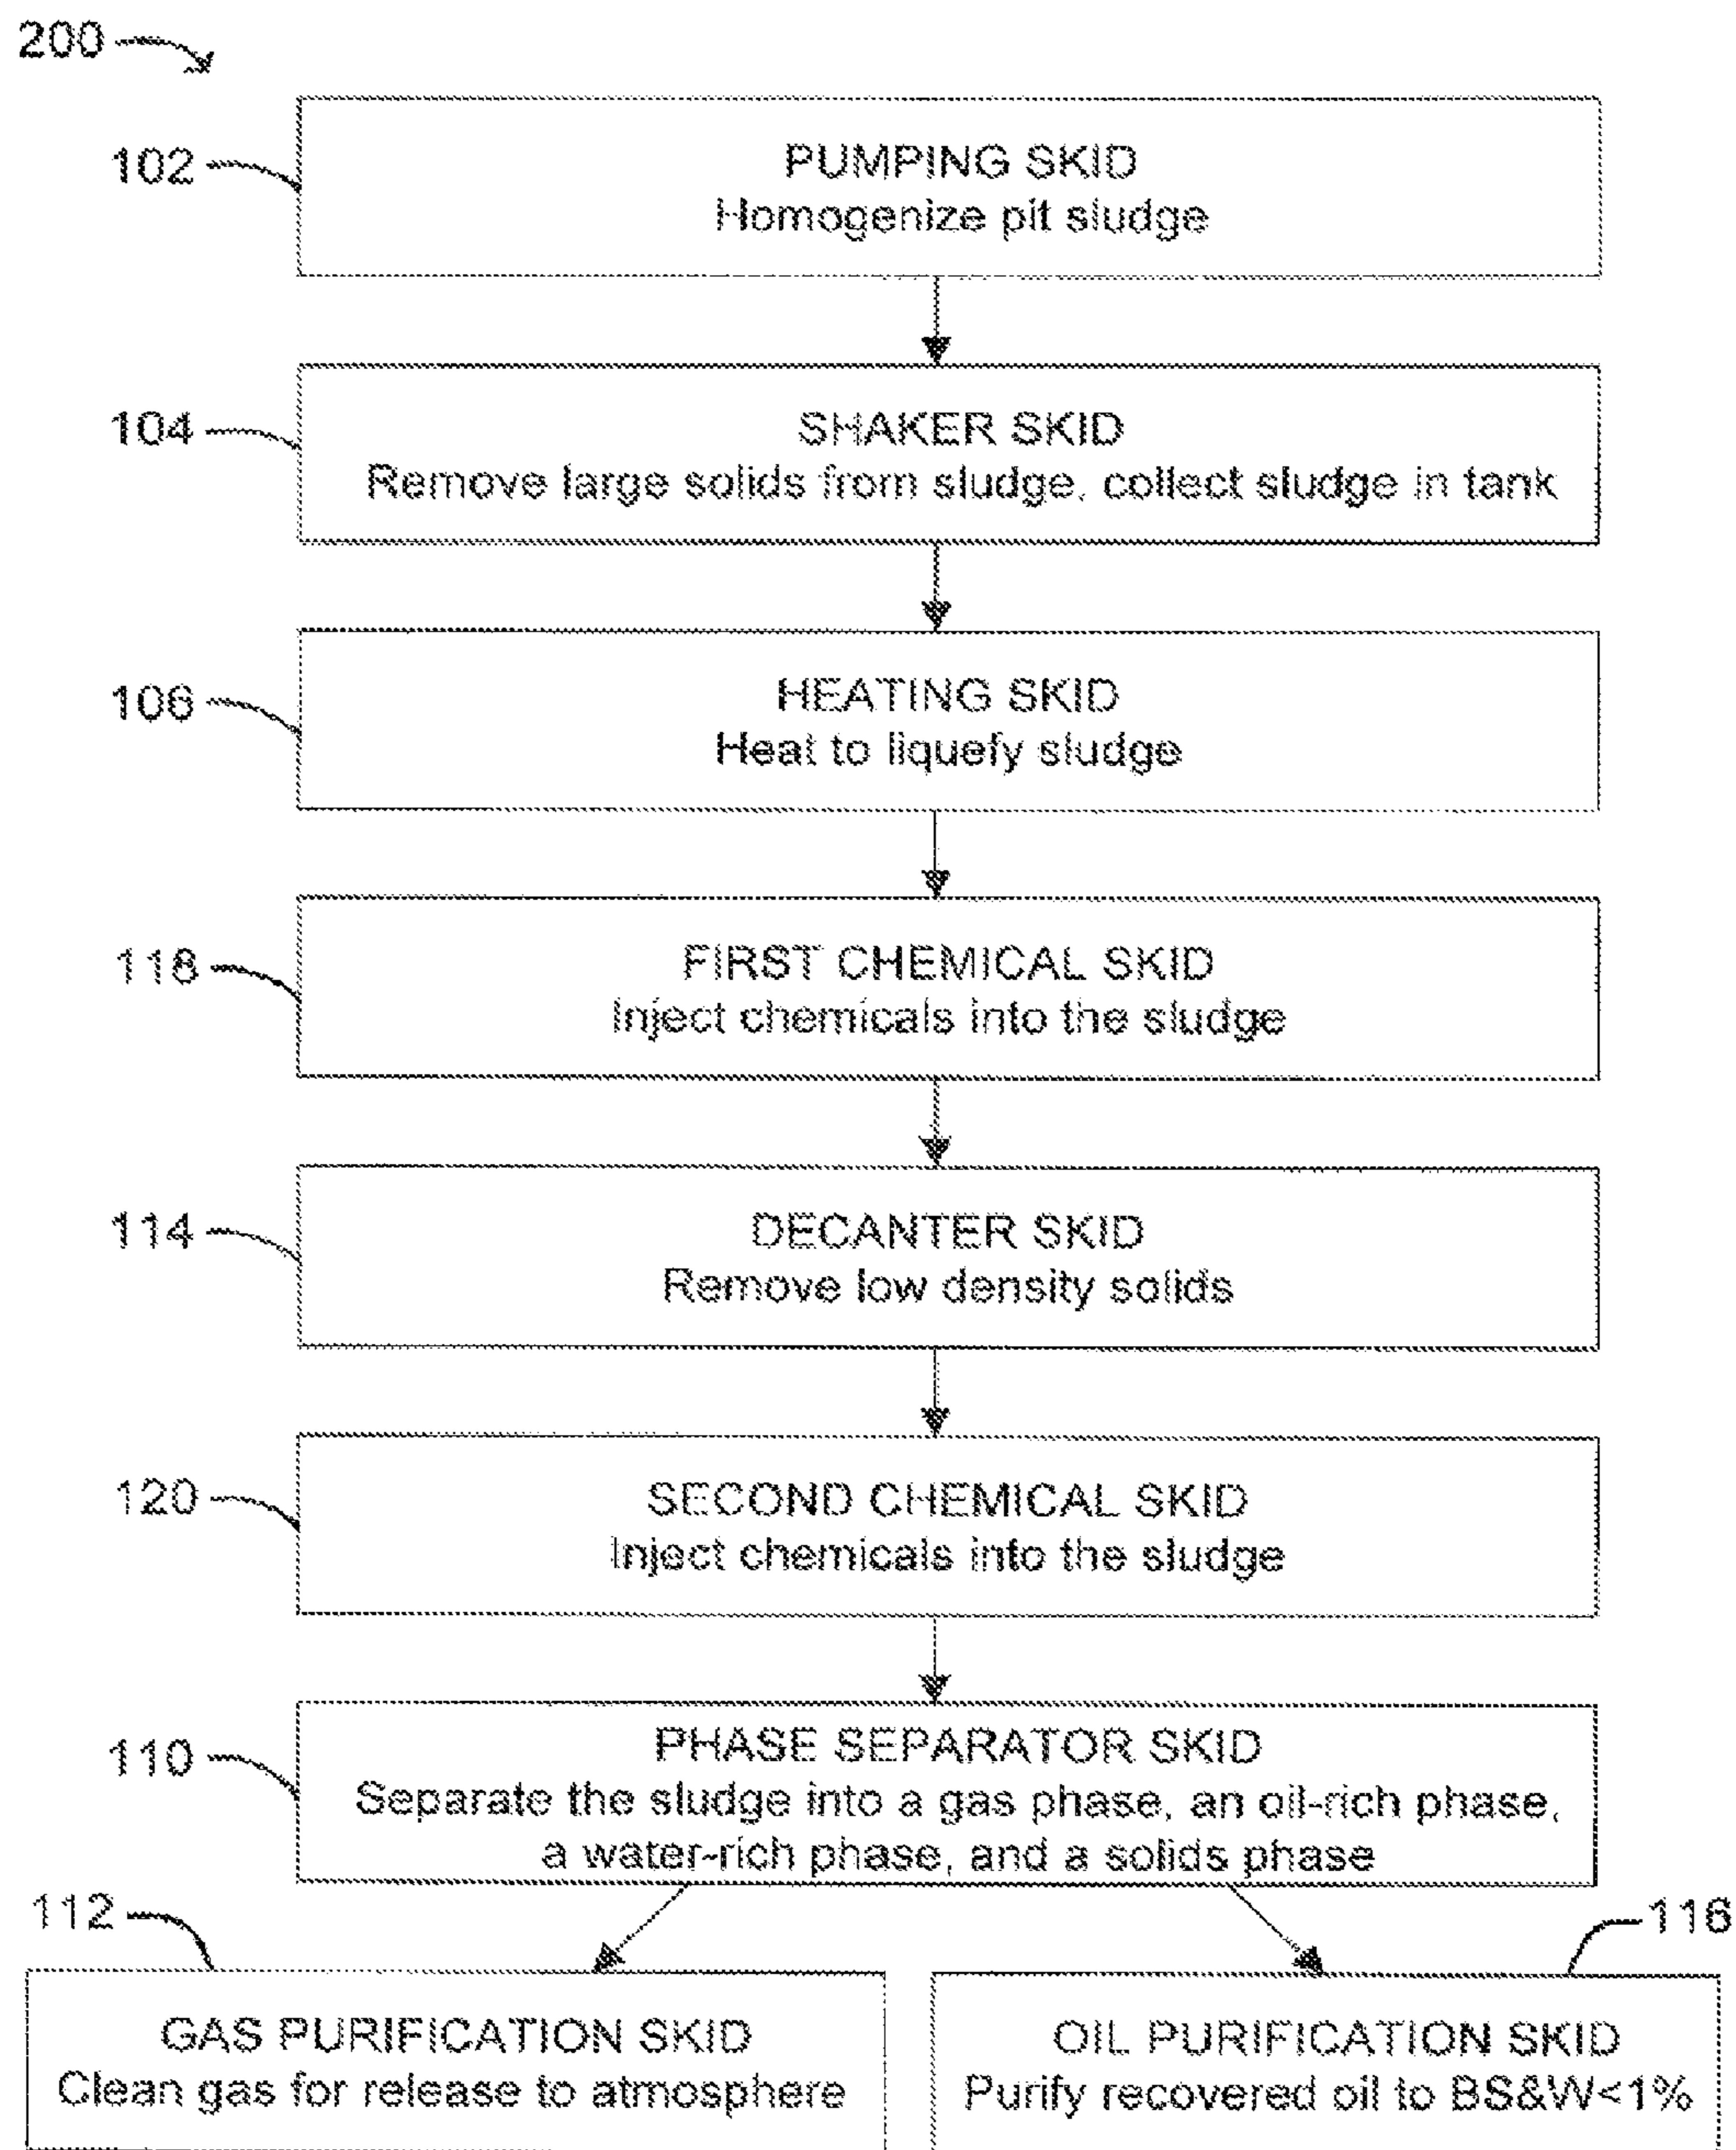 200
102
PUMPING SKID
Homogenize pit sludge
104
SHAKER SKID
Remove large solids from sludge, collect sludge in tank
106
HEATING SKID
Heat to liquefy sludge
118
FIRST CHEMICAL SKID
Inject chemicals into the sludge
114
DECANTER SKID
Remove low density solids
120
SECOND CHEMICAL SKID
Inject chemicals into the sludge
110
PHASE SEPARATOR SKID
Separate the sludge into a gas phase, an oil-rich phase,
a water-rich phase, and a solids phase
112
116
GAS PURIFICATION SKID
Clean gas for release to atmosphere
OIL PURIFICATION SKID
Purify recovered oil to BS&W<1%